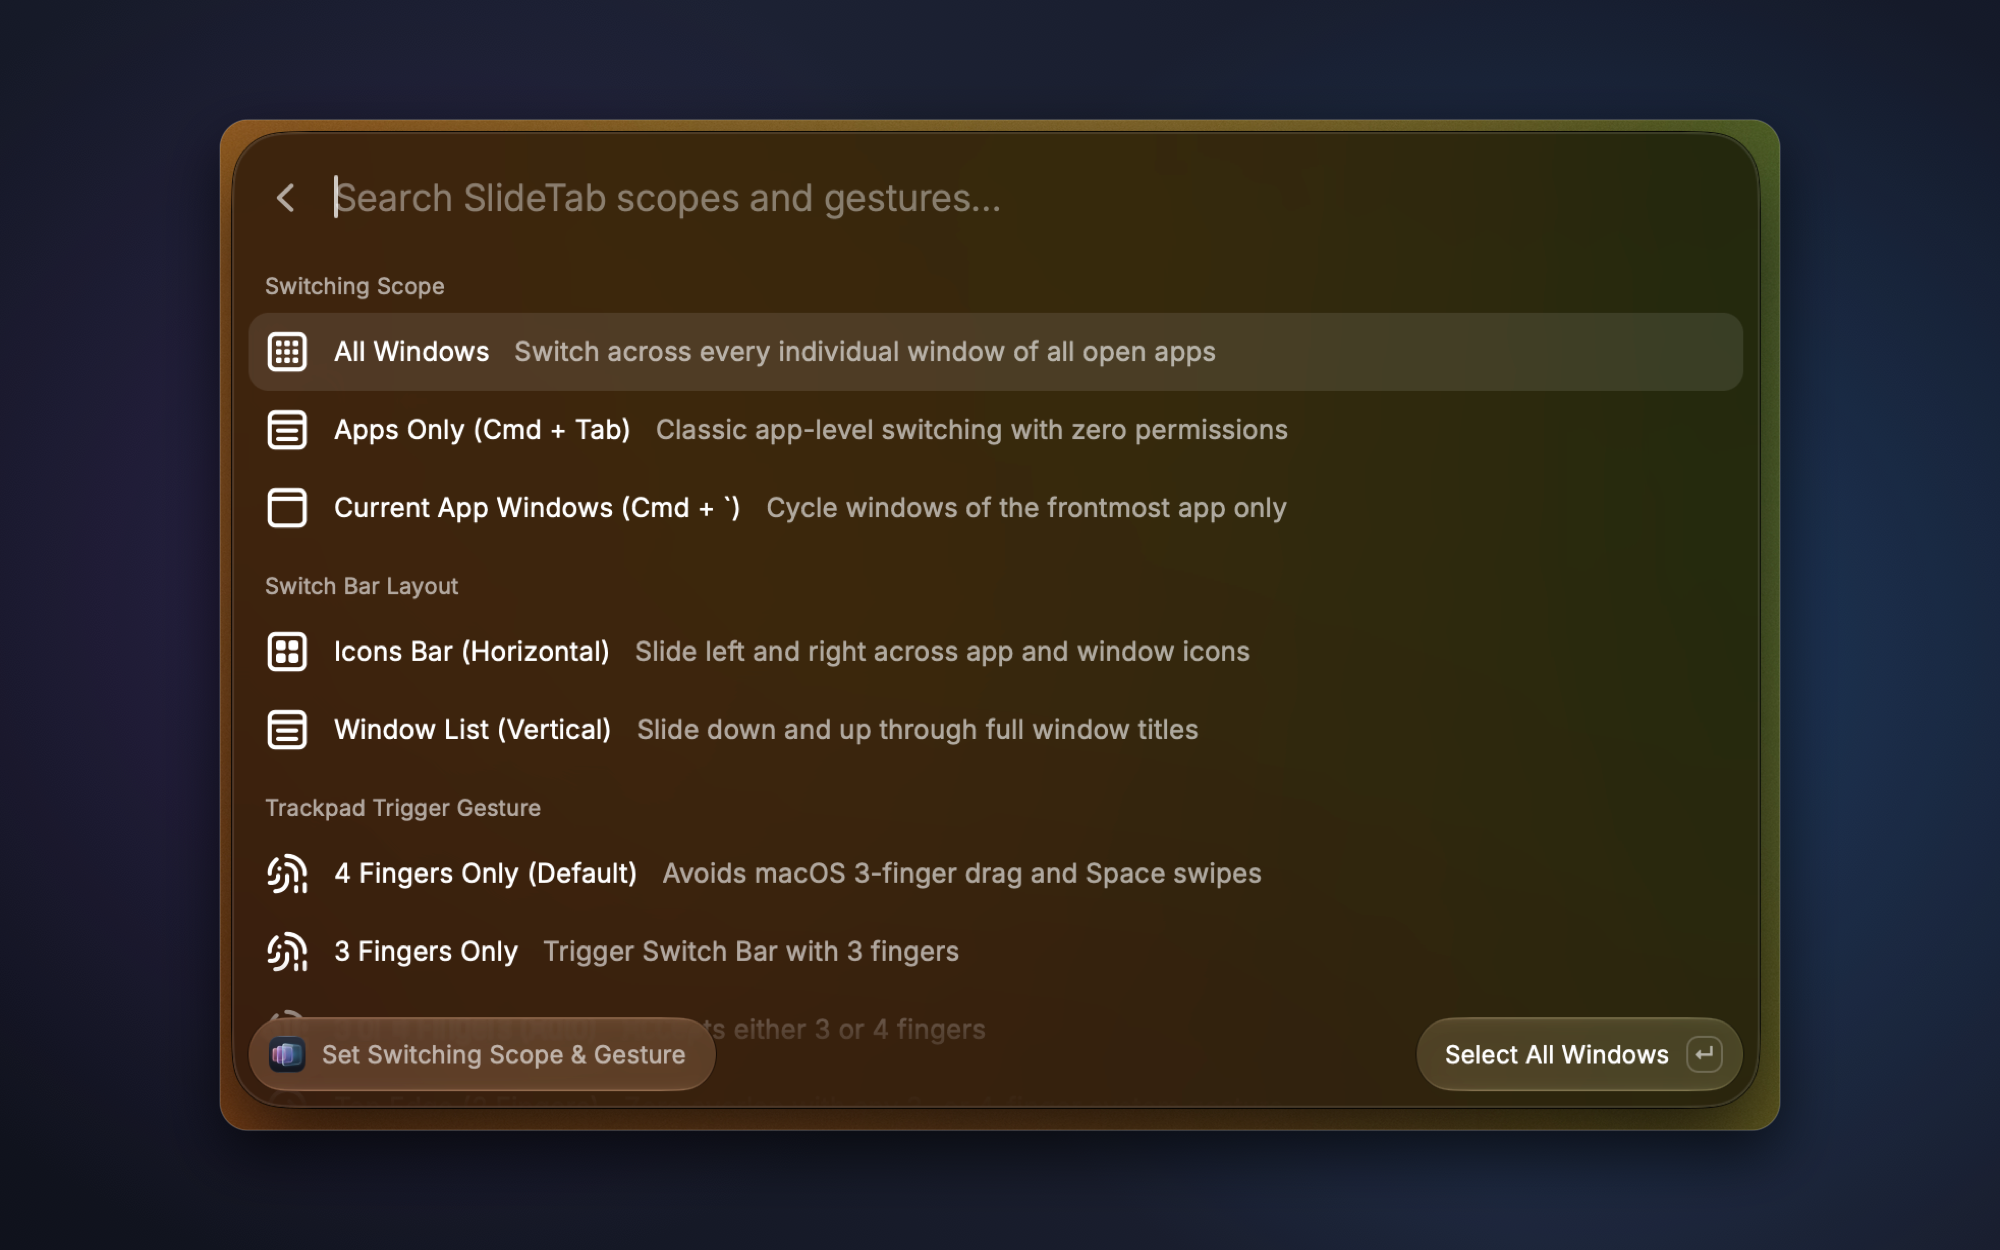 Search SlideTab scopes and gestures...
Switching Scope
All Windows Switch across every individual window of all open apps
Apps Only (Cmd + Tab) Classic app-level switching with zero permissions
Current App Windows (Cmd + `) Cycle windows of the frontmost app only
Switch Bar Layout
Icons Bar (Horizontal) Slide left and right across app and window icons
Window List (Vertical) Slide down and up through full window titles
Trackpad Trigger Gesture
4 Fingers Only (Default) Avoids macOS 3-finger drag and Space swipes
3 Fingers Only Trigger Switch Bar with 3 fingers
either 3 or 4 fingers
Set Switching Scope & Gesture
Select All Windows